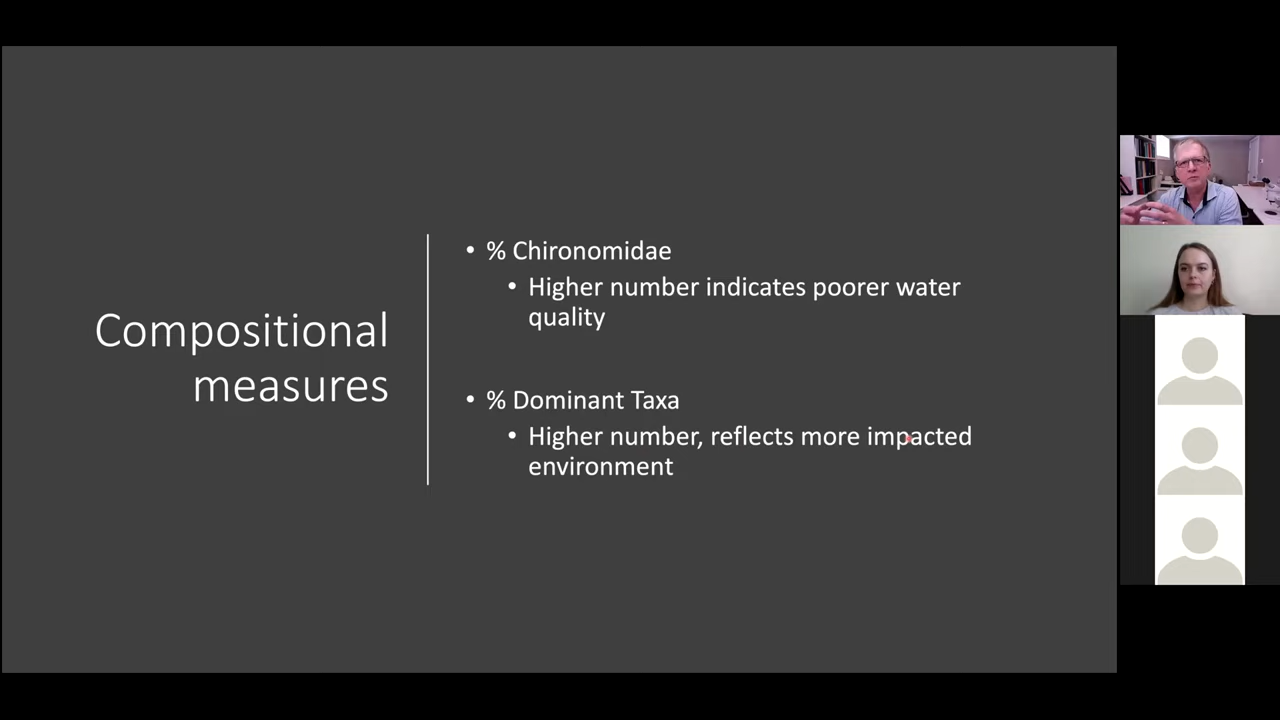 Compositional
measures
• % Chironomidae
• Higher number indicates poorer water
quality
• % Dominant Taxa
• Higher number, reflects more impacted
environment